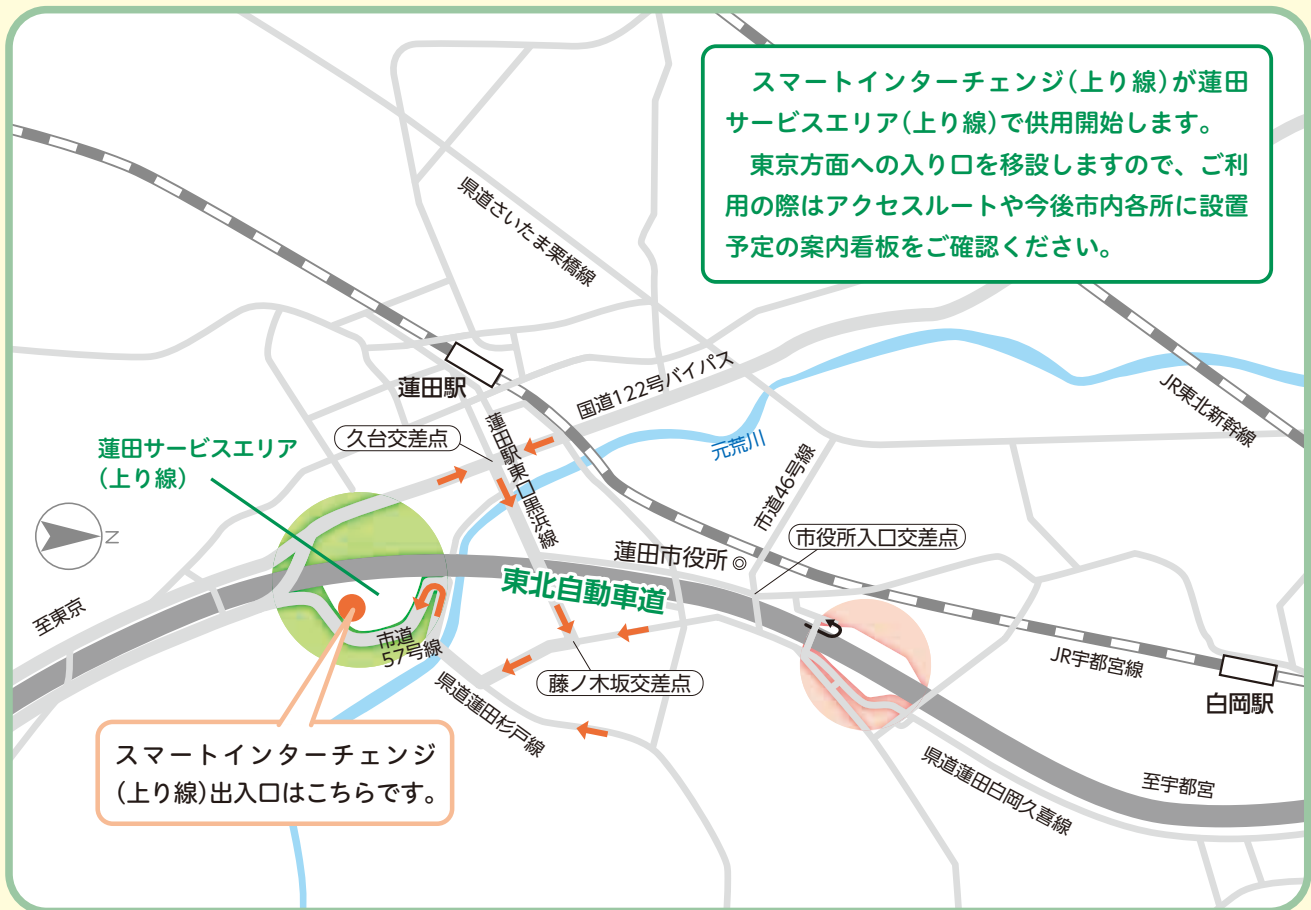 スマートインターチェンジ(上り線)が蓮田
サービスエリア(上り線)で供用開始します。
東京方面への入り口を移設しますので、ご利
用の際はアクセスルートや今後市内各所に設置
予定の案内看板をご確認ください。
県道さいたま栗橋線
蓮田駅
国道122号バイパス
JR東北新幹線
久台交差点
蓮田駅東口黒浜線
元荒川
市道46号線
蓮田サービスエリア
(上り線)
N
蓮田市役所◎
市役所入口交差点
東北自動車道
至東京
市道
57号線
藤ノ木坂交差点
県道蓮田杉戸線
JR宇都宮線
白岡駅
スマートインターチェンジ
(上り線)出入口はこちらです。
県道蓮田白岡久喜線
至宇都宮